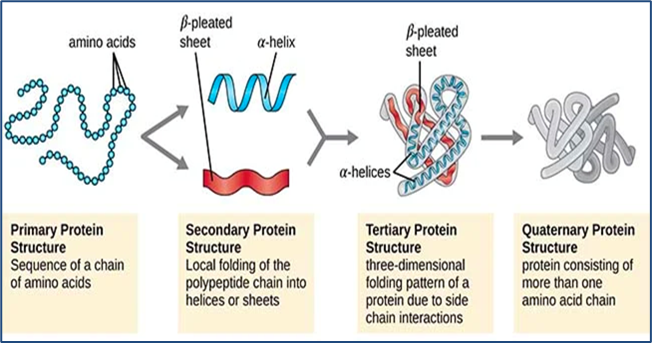 amino acids
β-pleated
sheet
α-helix
β-pleated
sheet
α-helices
Primary Protein
Structure
Sequence of a chain
of amino acids
Secondary Protein
Structure
Local folding of the
polypeptide chain into
helices or sheets
Tertiary Protein
Structure
three-dimensional
folding pattern of a
protein due to side
chain interactions
Quaternary Protein
Structure
protein consisting of
more than one
amino acid chain